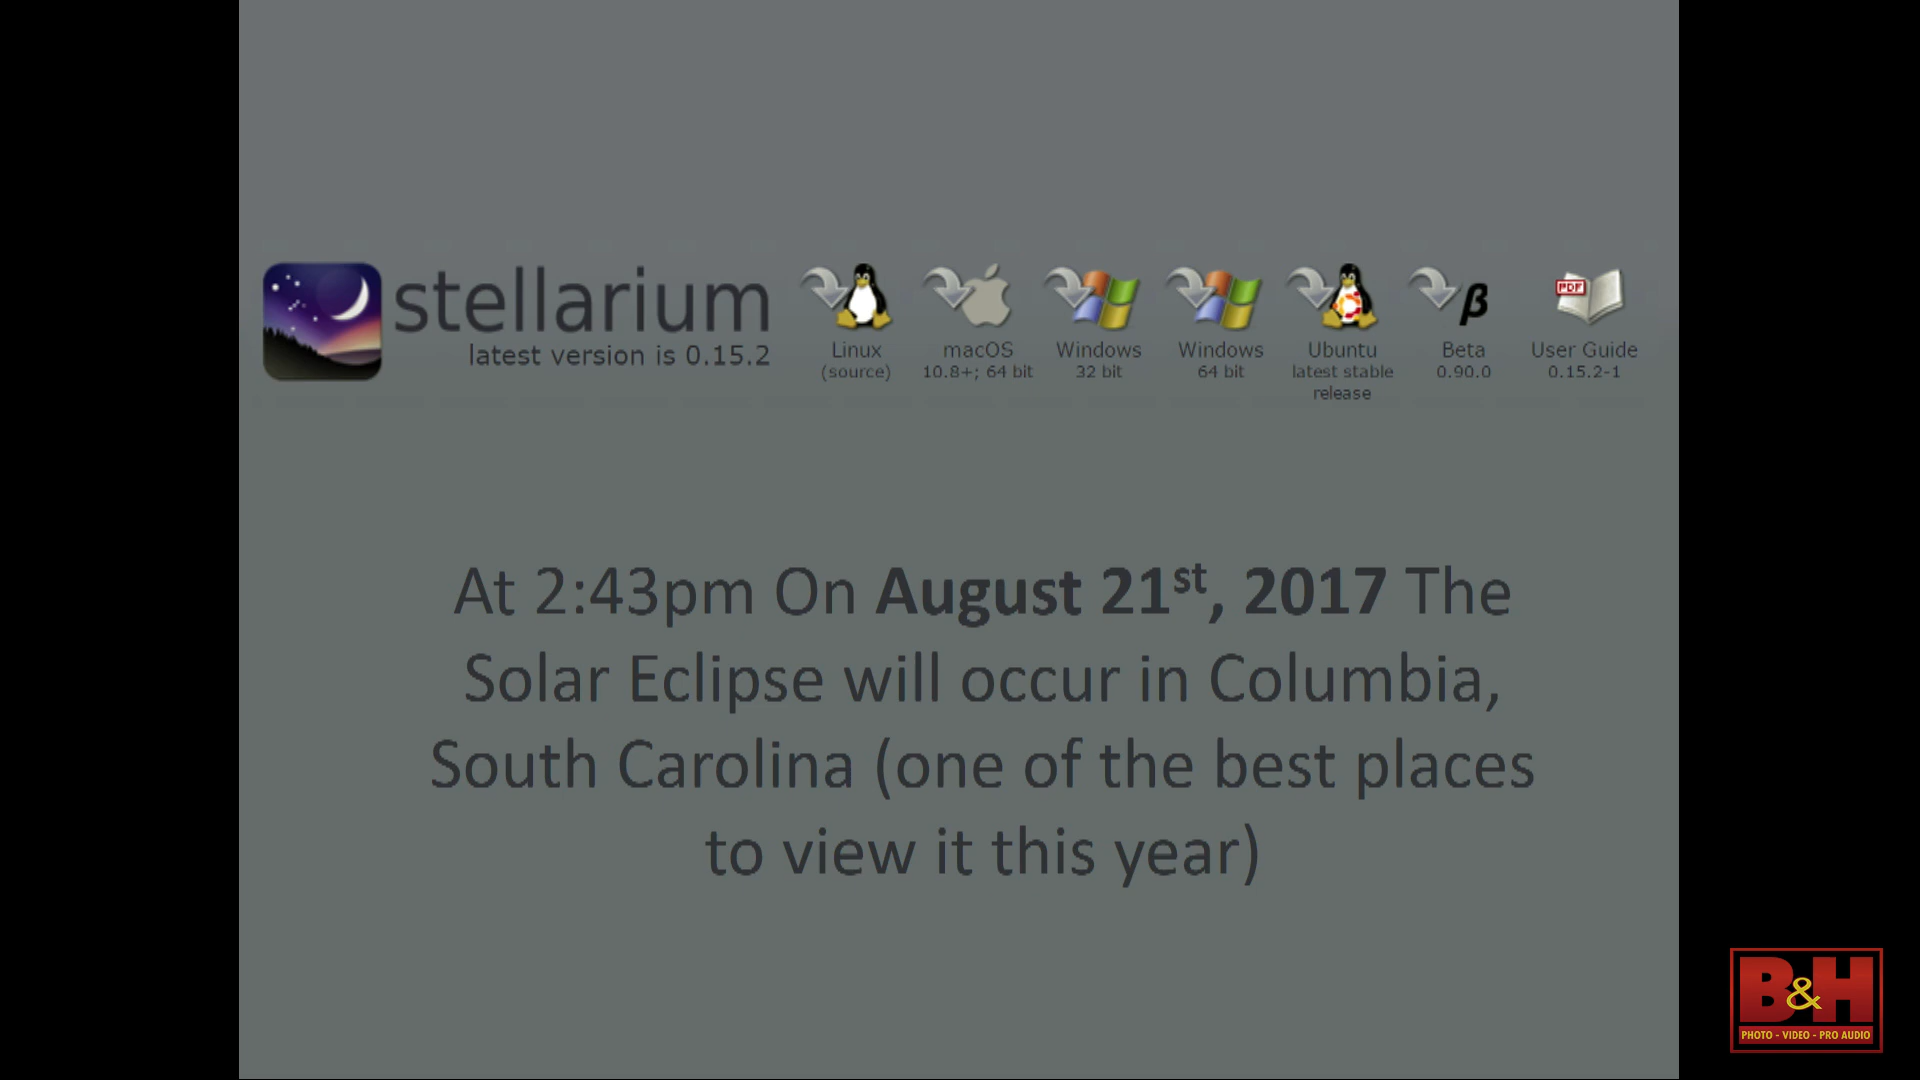 stellarium
latest version is 0.15.2
Linux
(source)
macOS
10.8+; 64 bit
Windows
32 bit
Windows
64 bit
Ubuntu
latest stable
release
β
Beta
0.90.0
PDF
User Guide
0.15.2-1
At 2:43pm On August 21st, 2017 The
Solar Eclipse will occur in Columbia,
South Carolina (one of the best places
to view it this year)
B&H
PHOTO - VIDEO - PRO AUDIO